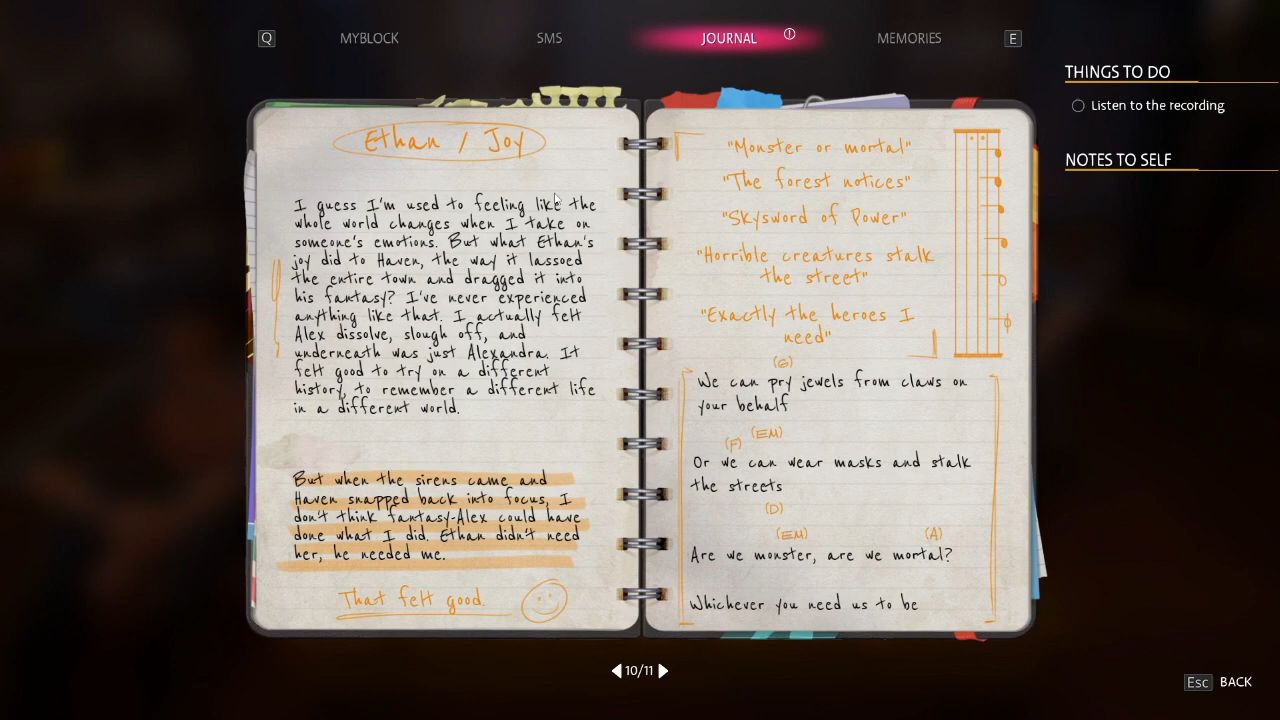 Q
MYBLOCK
SMS
JOURNAL
MEMORIES
E
THINGS TO DO
Listen to the recording
NOTES TO SELF
Ethan / Joy
I guess I'm used to feeling like the
whole world changes when I take on
someone's emotions. But what Ethan's
joy did to Haven, the way it lassoed
the entire town and dragged it into
his fantasy? I've never experienced
anything like that. I actually felt
Alex dissolve, slough off, and
underneath was just Alexandra. It
felt good to try on a different
history, to remember a different life
in a different world.
But when the sirens came and
Haven snapped back into focus, I
don't think fantasy-Alex could have
done what I did. Ethan didn't need
her, he needed me.
That felt good.
"Monster or mortal"
"The forest notices"
"Skysword of Power"
"Horrible creatures stalk
the street"
"Exactly the heroes I
need"
(G)
We can pry jewels from claws on
your behalf
(F) (EM)
Or we can wear masks and stalk
the streets
(D)
(EM) (A)
Are we monster, are we mortal?
Whichever you need us to be
10/11
Esc BACK